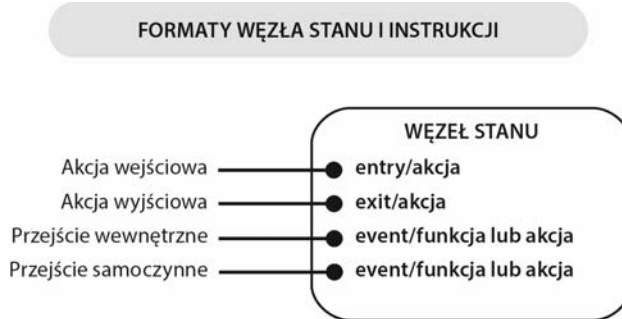 FORMATY WĘZŁA STANU I INSTRUKCJI
WĘZEŁ STANU
Akcja wejściowa entry/akcja
Akcja wyjściowa exit/akcja
Przejście wewnętrzne event/funkcja lub akcja
Przejście samoczynne event/funkcja lub akcja